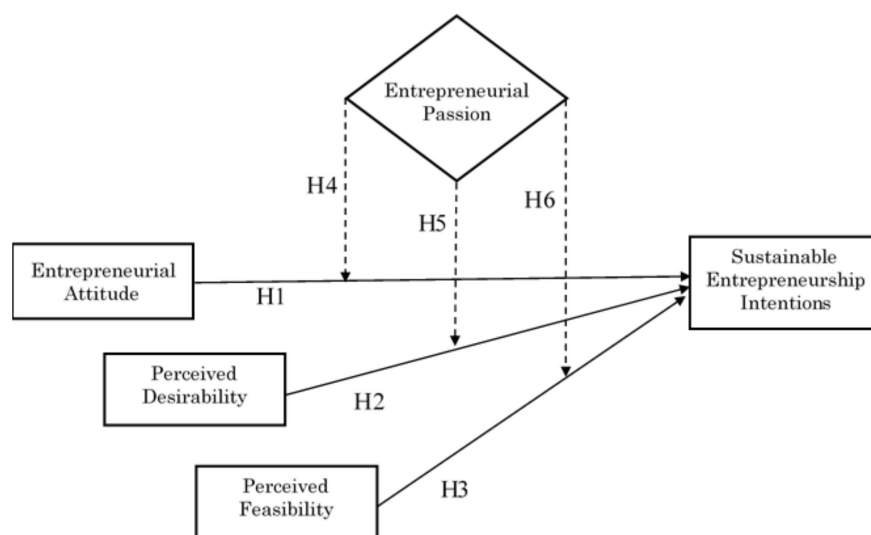 Entrepreneurial
Passion
H4
H5
H6
Entrepreneurial
Attitude
H1
Sustainable
Entrepreneurship
Intentions
Perceived
Desirability
H2
Perceived
Feasibility
H3